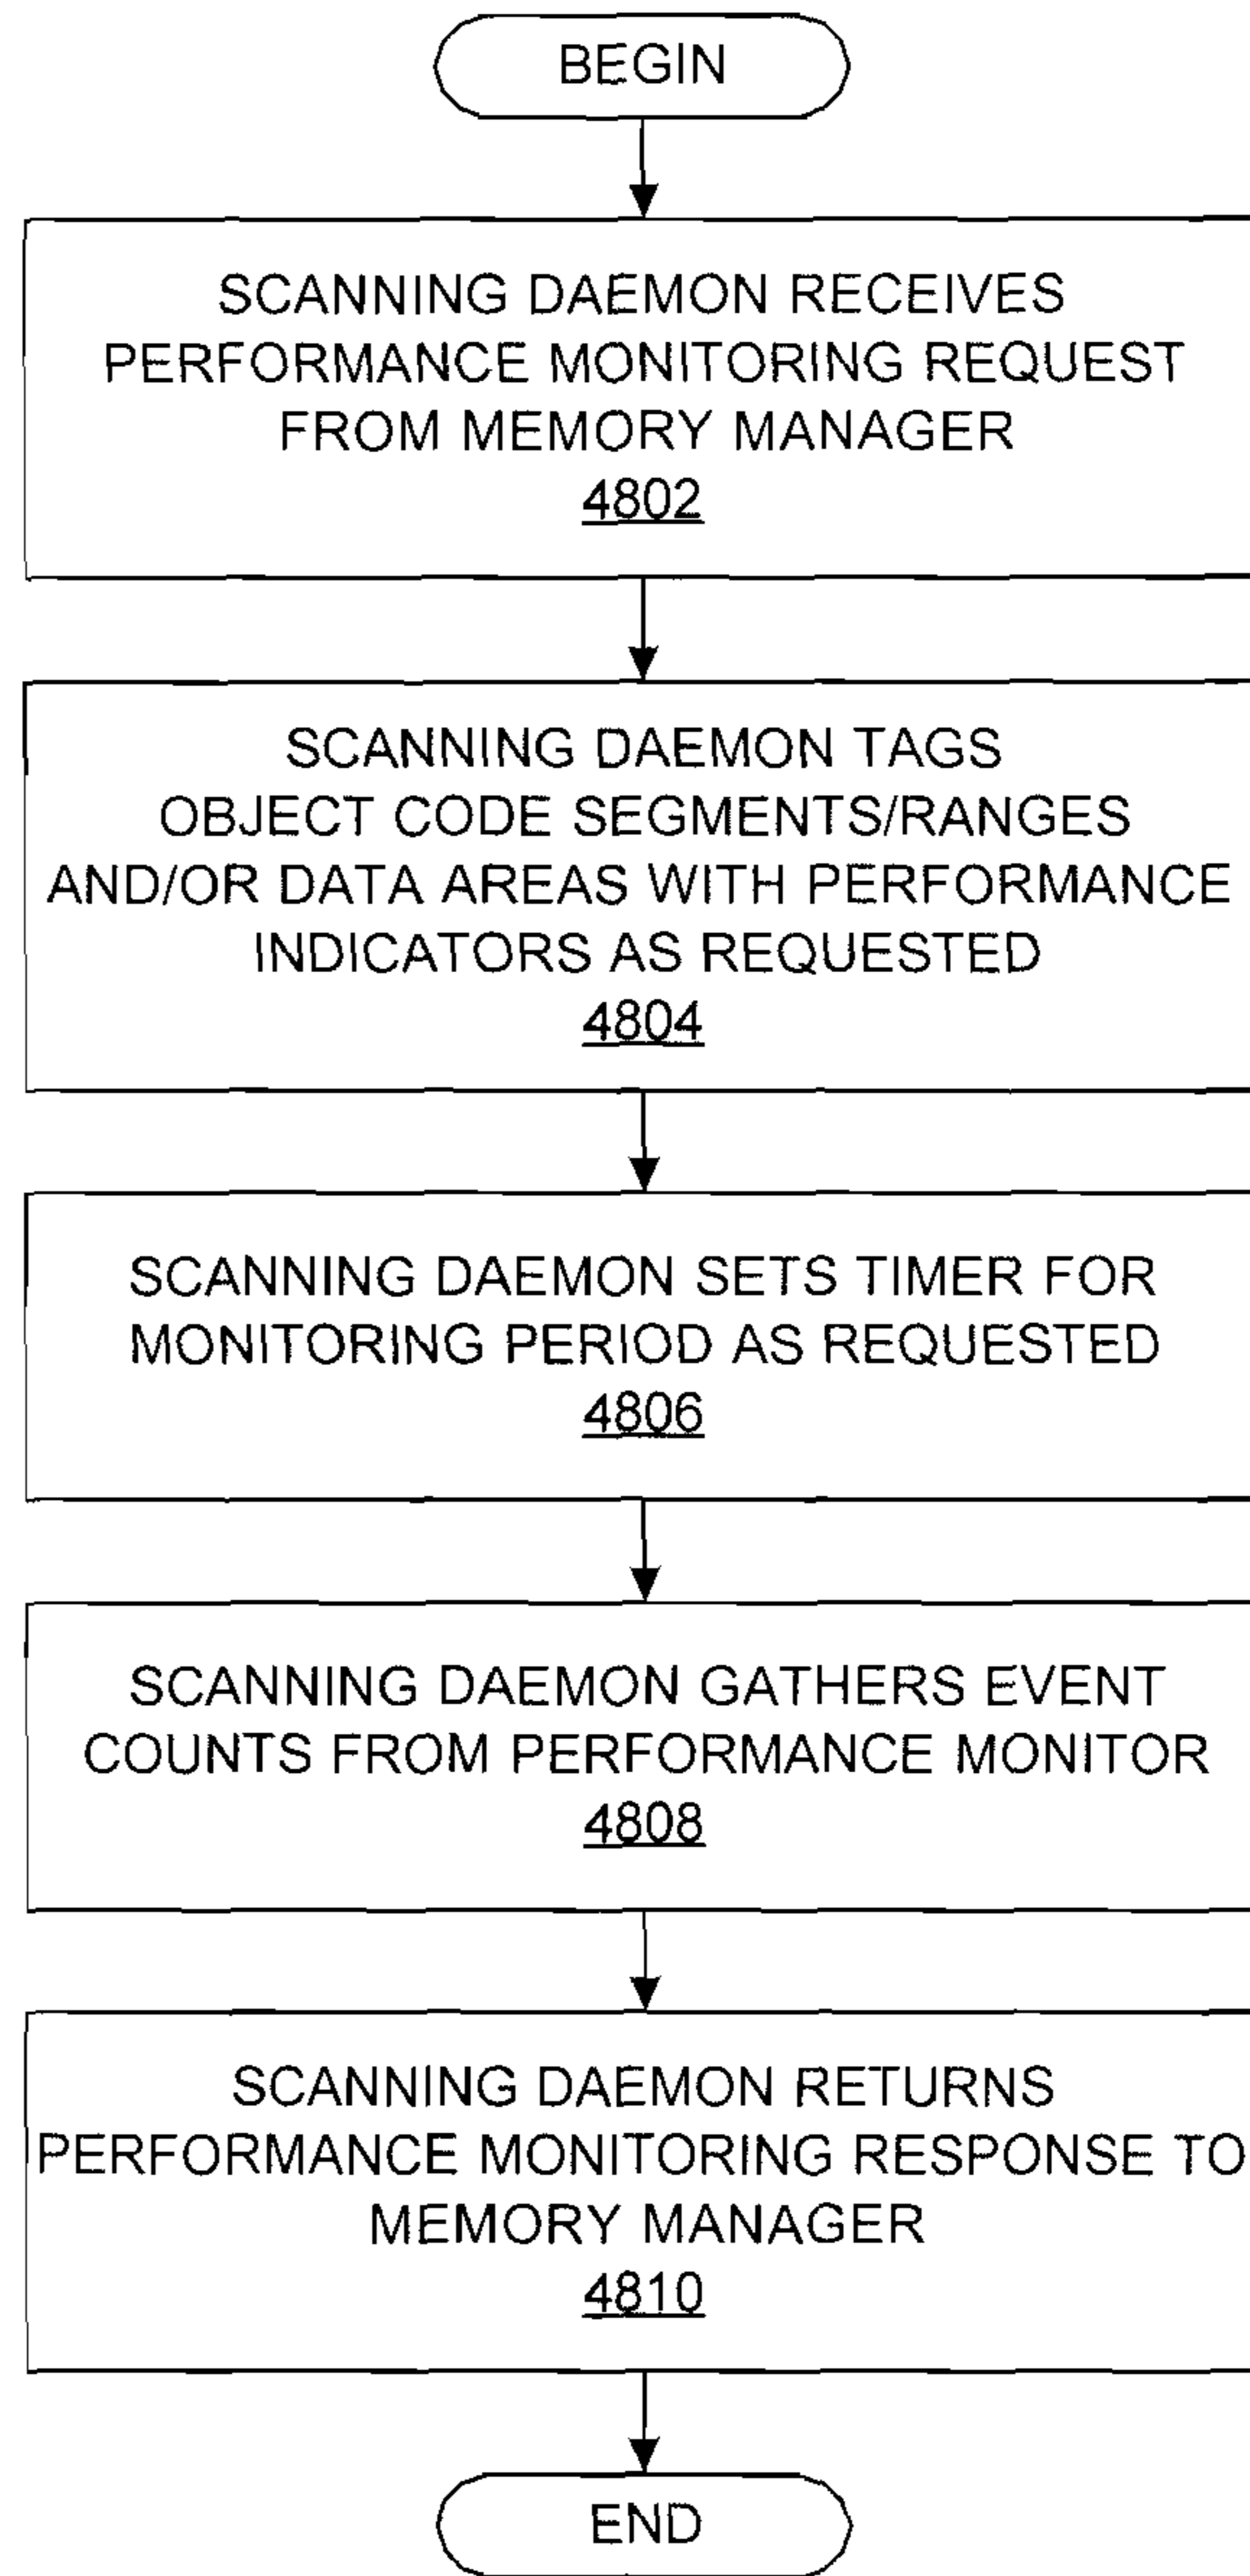 BEGIN
SCANNING DAEMON RECEIVES
PERFORMANCE MONITORING REQUEST
FROM MEMORY MANAGER
4802
SCANNING DAEMON TAGS
OBJECT CODE SEGMENTS/RANGES
AND/OR DATA AREAS WITH PERFORMANCE
INDICATORS AS REQUESTED
4804
SCANNING DAEMON SETS TIMER FOR
MONITORING PERIOD AS REQUESTED
4806
SCANNING DAEMON GATHERS EVENT
COUNTS FROM PERFORMANCE MONITOR
4808
SCANNING DAEMON RETURNS
PERFORMANCE MONITORING RESPONSE TO
MEMORY MANAGER
4810
END